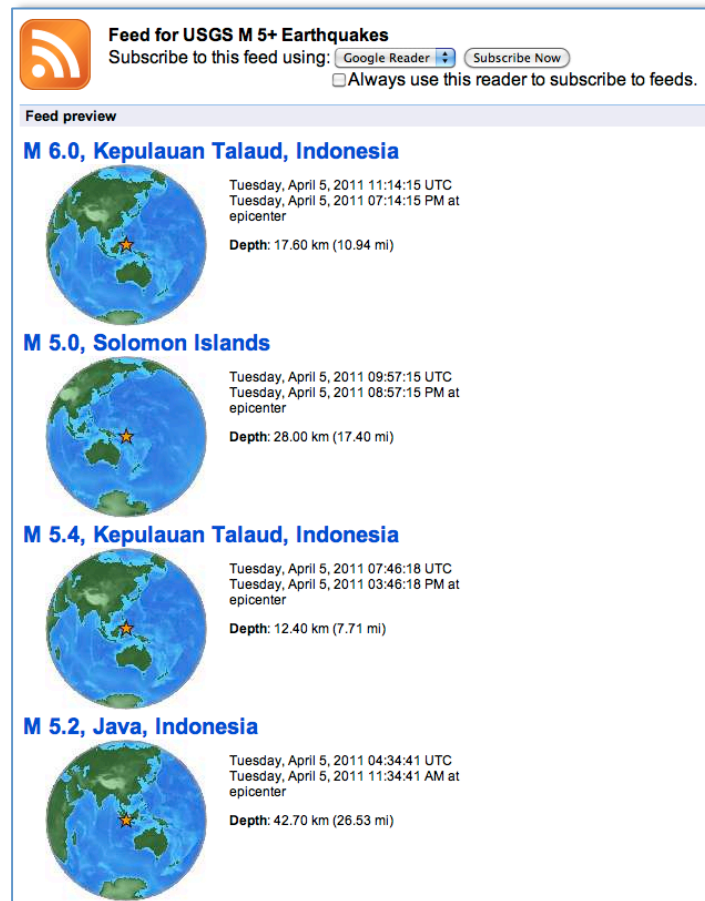 Feed for USGS M 5+ Earthquakes
Subscribe to this feed using: Google Reader Subscribe Now
Always use this reader to subscribe to feeds.
Feed preview
M 6.0, Kepulauan Talaud, Indonesia
Tuesday, April 5, 2011 11:14:15 UTC
Tuesday, April 5, 2011 07:14:15 PM at
epicenter
Depth: 17.60 km (10.94 mi)
M 5.0, Solomon Islands
Tuesday, April 5, 2011 09:57:15 UTC
Tuesday, April 5, 2011 08:57:15 PM at
epicenter
Depth: 28.00 km (17.40 mi)
M 5.4, Kepulauan Talaud, Indonesia
Tuesday, April 5, 2011 07:46:18 UTC
Tuesday, April 5, 2011 03:46:18 PM at
epicenter
Depth: 12.40 km (7.71 mi)
M 5.2, Java, Indonesia
Tuesday, April 5, 2011 04:34:41 UTC
Tuesday, April 5, 2011 11:34:41 AM at
epicenter
Depth: 42.70 km (26.53 mi)